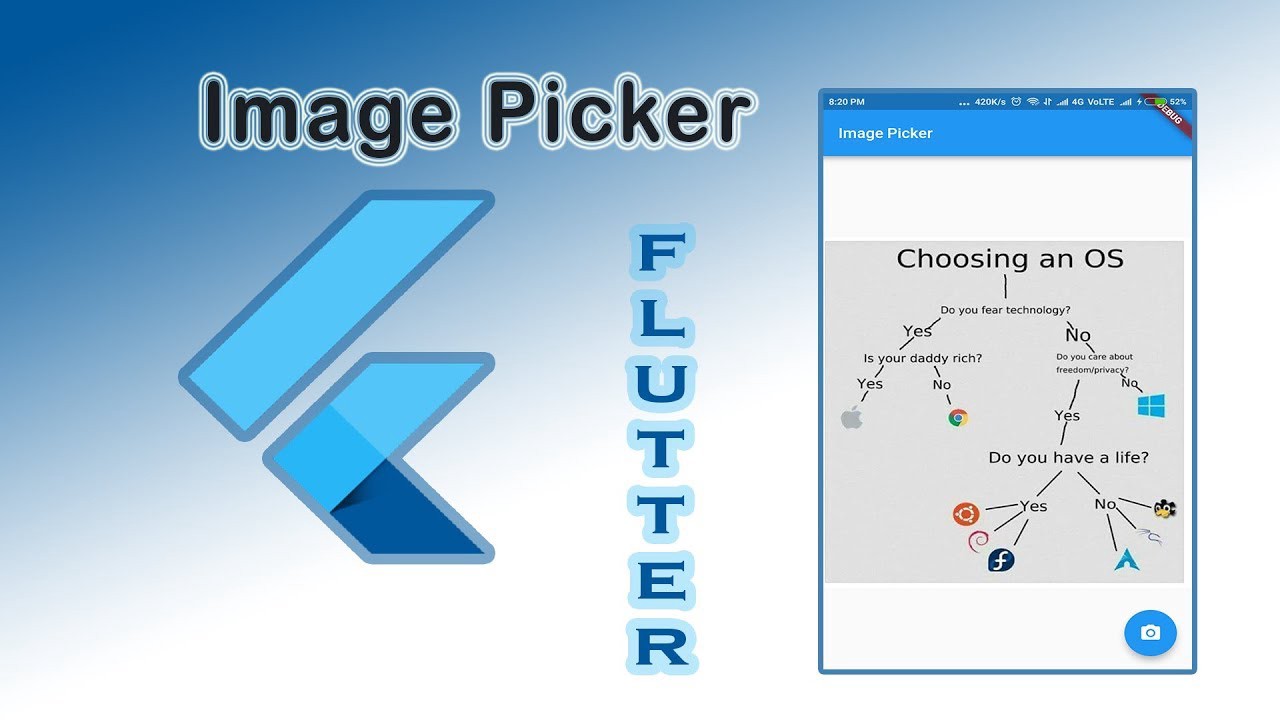 Image Picker
FLUTTER
8:20 PM ... 420K/s 4G VoLTE 52%
DEBUG
Image Picker
Choosing an OS
Do you fear technology?
Yes No
Is your daddy rich? Do you care about
freedom/privacy?
Yes No No
Yes
Do you have a life?
Yes No